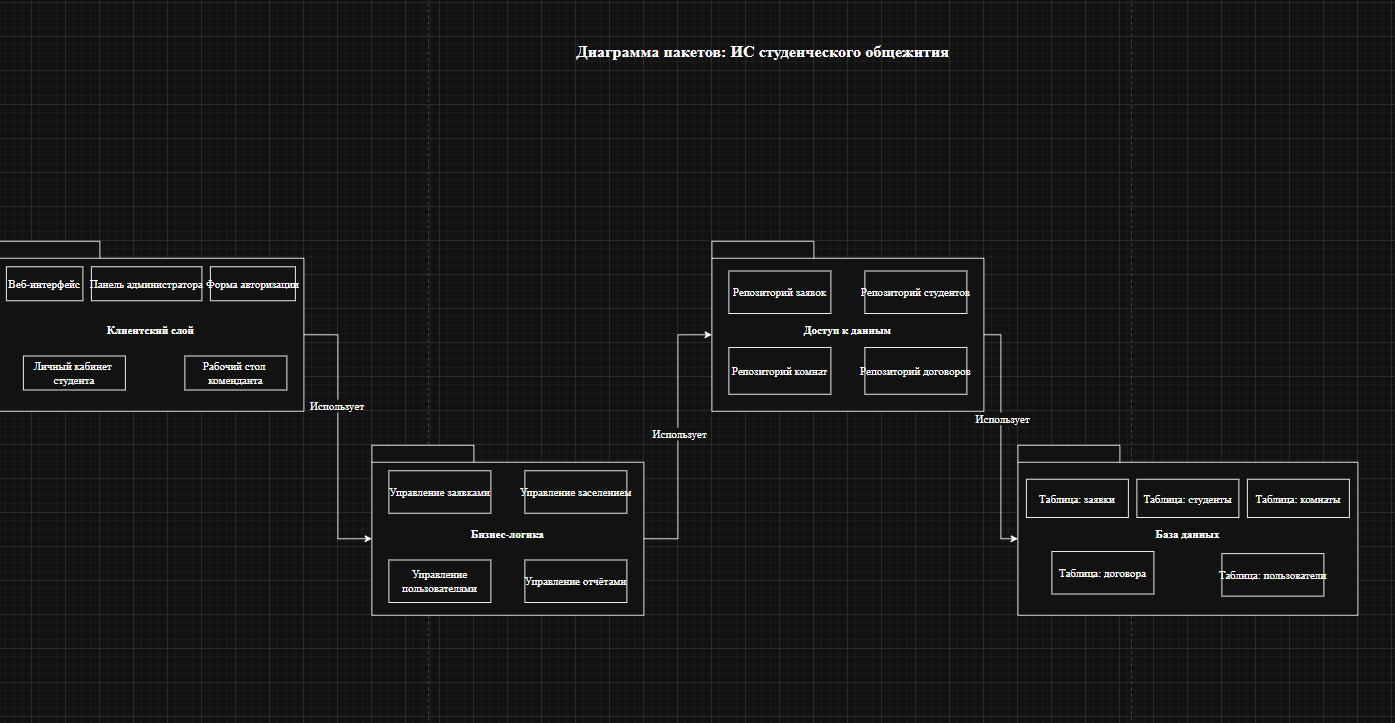 Диаграмма пакетов: ИС студенческого общежития
Веб-интерфейс
Панель администратора
Форма авторизации
Клиентский слой
Личный кабинет
студента
Рабочий стол
коменданта
Использует
Управление заявками
Управление заселением
Бизнес-логика
Управление
пользователями
Управление отчётами
Использует
Репозиторий заявок
Репозиторий студентов
Доступ к данным
Репозиторий комнат
Репозиторий договоров
Использует
Таблица: заявки
Таблица: студенты
Таблица: комнаты
База данных
Таблица: договора
Таблица: пользователи